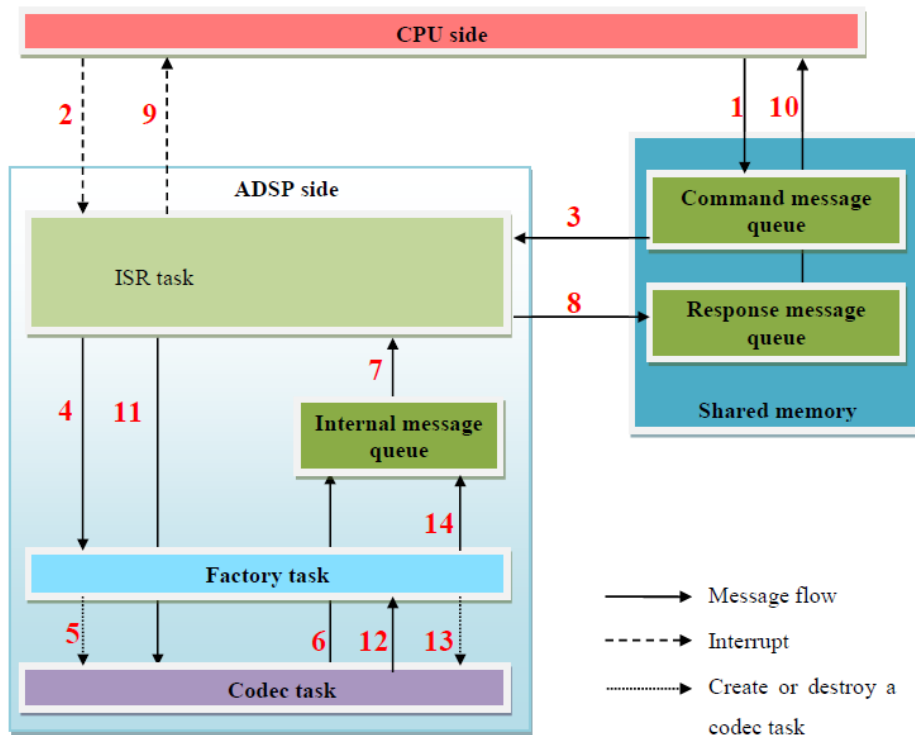 CPU side
2
9
1
10
ADSP side
Command message
queue
3
ISR task
8
Response message
queue
7
4
11
Internal message
queue
Shared memory
14
Factory task
Message flow
5
6
12
13
Interrupt
Codec task
Create or destroy a
codec task